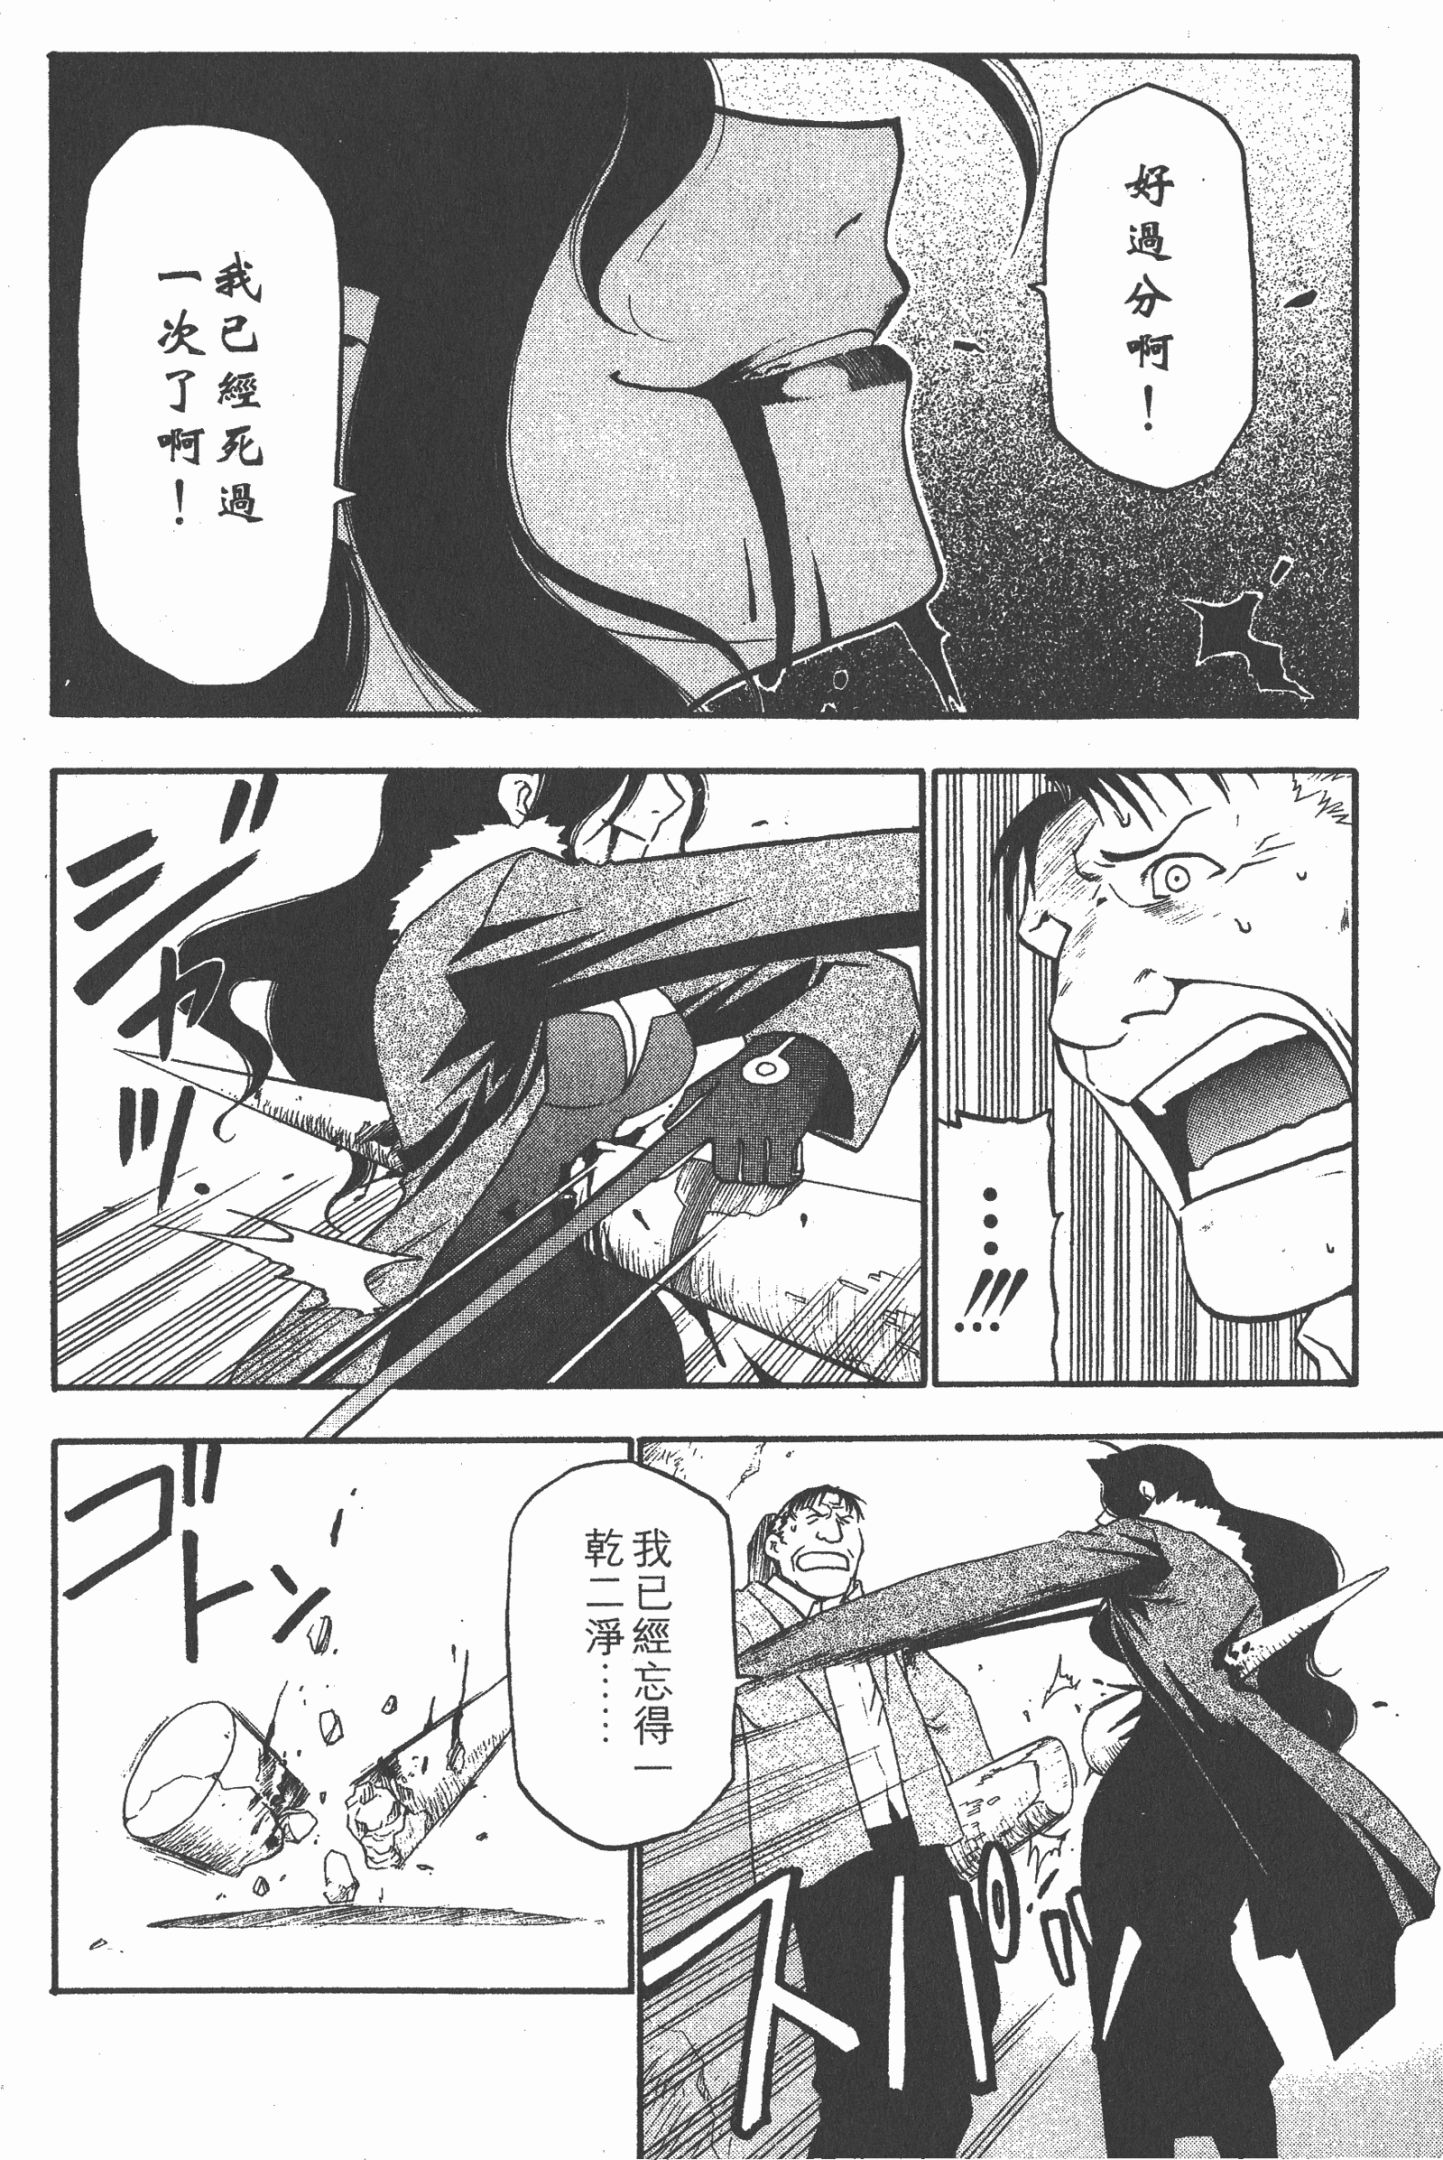 好過分啊！
我已經死過
一次了啊！
…!!!
ジャッ
スパッ
我已經忘得一
乾二淨……
ゴトン